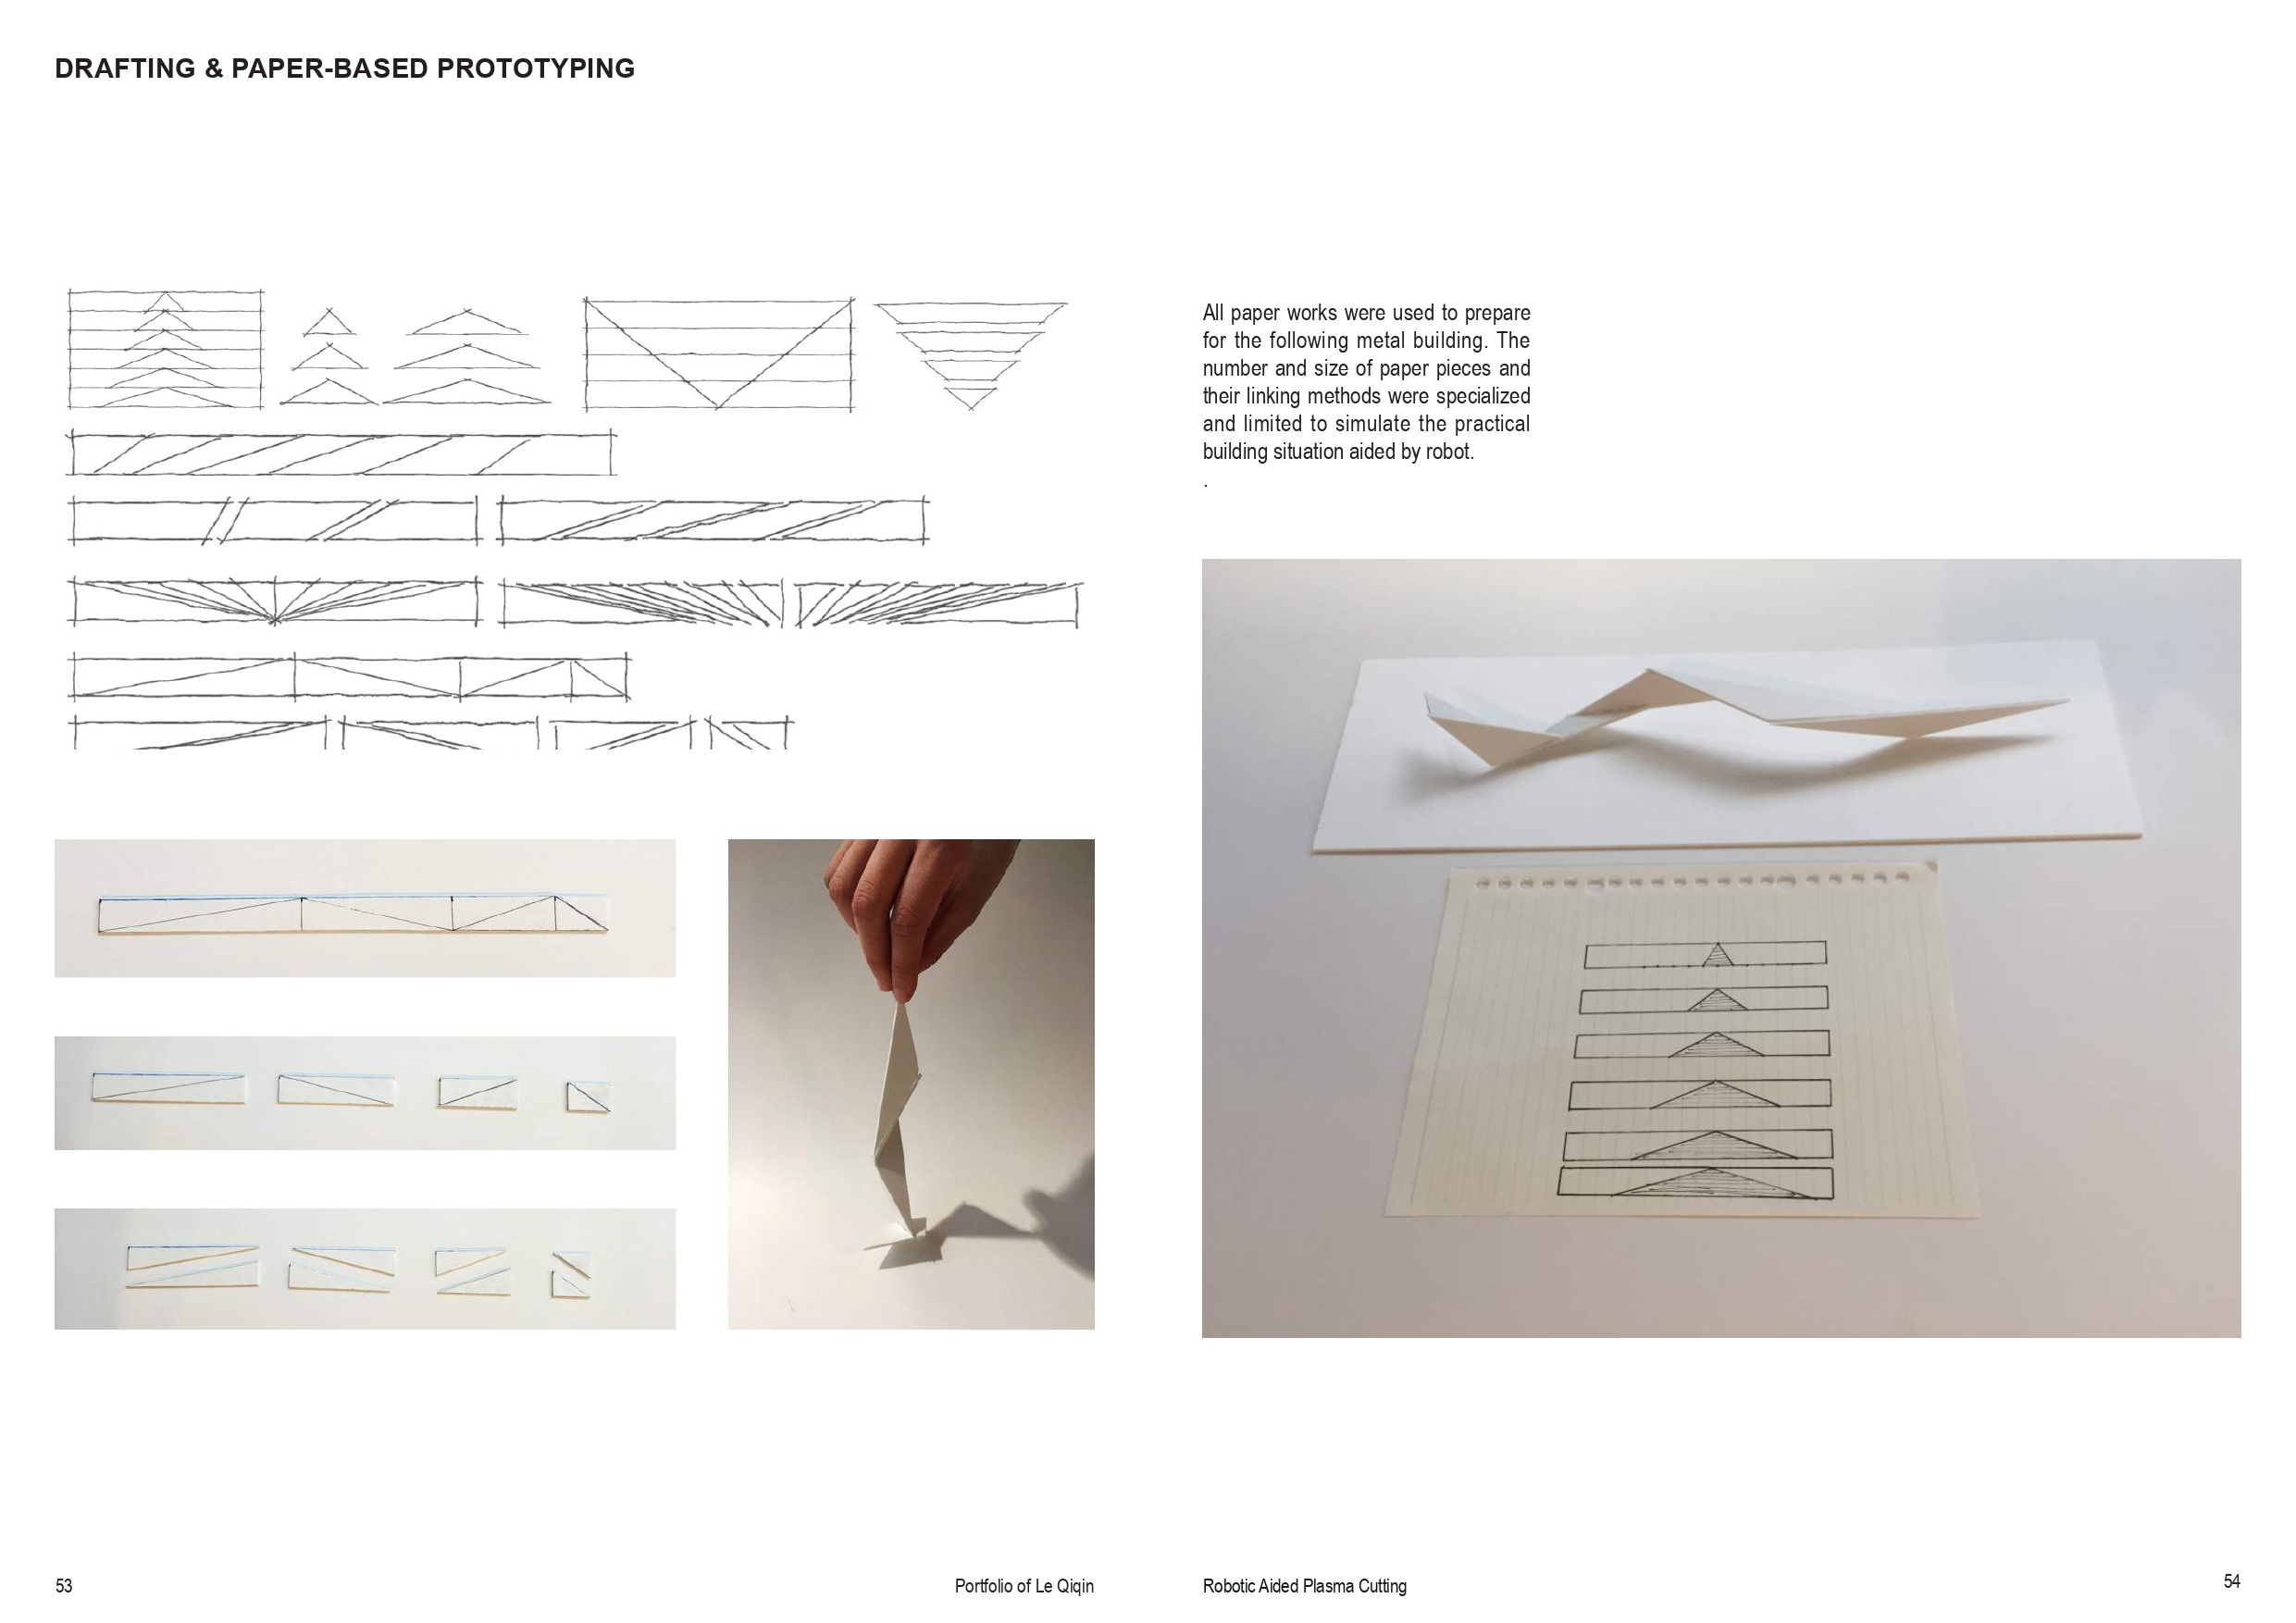 DRAFTING & PAPER-BASED PROTOTYPING
All paper works were used to prepare
for the following metal building. The
number and size of paper pieces and
their linking methods were specialized
and limited to simulate the practical
building situation aided by robot.
.
53
Portfolio of Le Qiqin
Robotic Aided Plasma Cutting
54